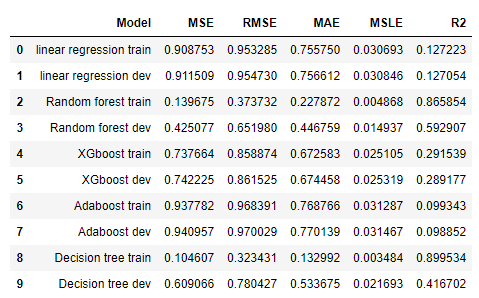 Model MSE RMSE MAE MSLE R2
0 linear regression train 0.908753 0.953285 0.755750 0.030693 0.127223
1 linear regression dev 0.911509 0.954730 0.756612 0.030846 0.127054
2 Random forest train 0.139675 0.373732 0.227872 0.004868 0.865854
3 Random forest dev 0.425077 0.651980 0.446759 0.014937 0.592907
4 XGboost train 0.737664 0.858874 0.672583 0.025105 0.291539
5 XGboost dev 0.742225 0.861525 0.674458 0.025319 0.289177
6 Adaboost train 0.937782 0.968391 0.768766 0.031287 0.099343
7 Adaboost dev 0.940957 0.970029 0.770139 0.031467 0.098852
8 Decision tree train 0.104607 0.323431 0.132992 0.003484 0.899534
9 Decision tree dev 0.609066 0.780427 0.533675 0.021693 0.416702